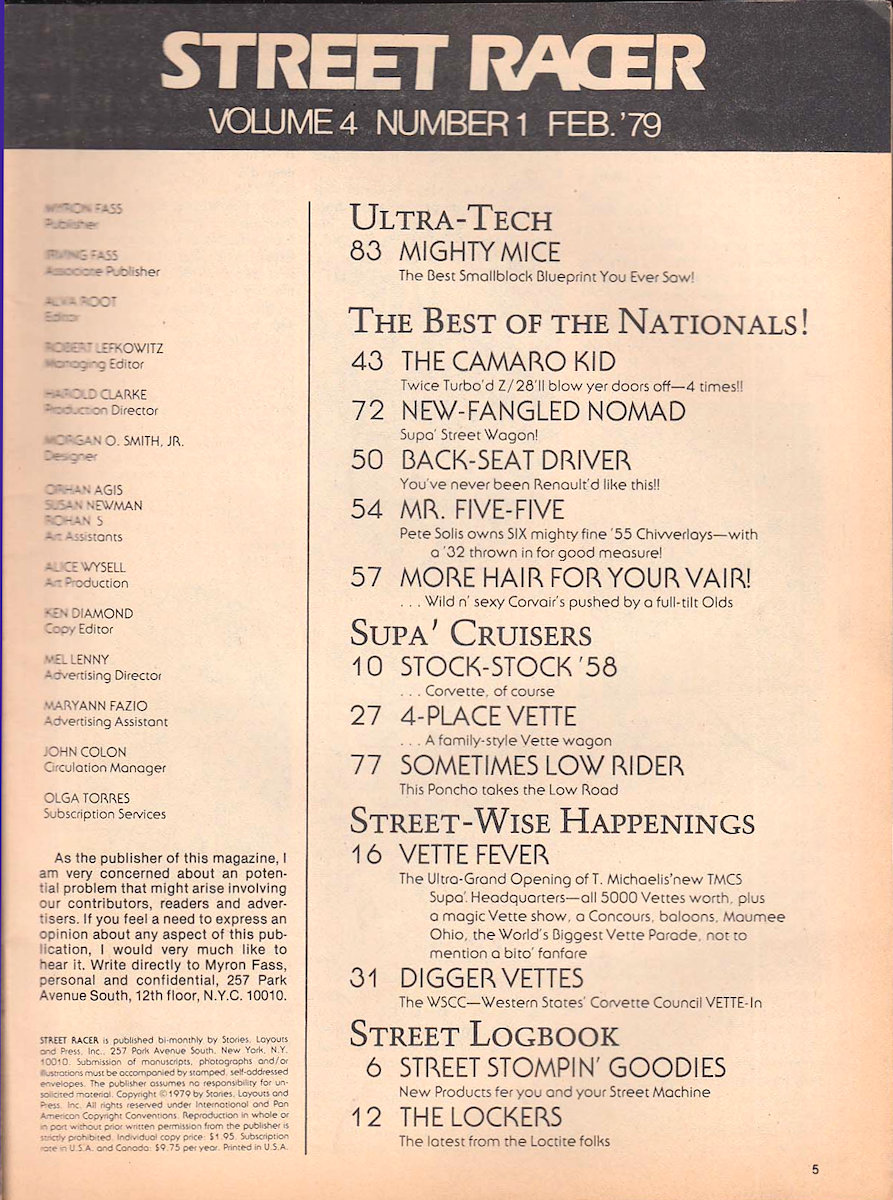 STREET RACER
VOLUME 4 NUMBER 1 FEB. '79
MYRON FASS
Publisher
IRVING FASS
Associate Publisher
ALVA ROOT
Editor
ROBERT LEFKOWITZ
Managing Editor
HAROLD CLARKE
Production Director
MORGAN O. SMITH, JR.
Designer
ORHAN AGIS
SUSAN NEWMAN
ROHAN S
Art Assistants
ALICE WYSELL
Art Production
KEN DIAMOND
Copy Editor
MEL LENNY
Advertising Director
MARYANN FAZIO
Advertising Assistant
JOHN COLON
Circulation Manager
OLGA TORRES
Subscription Services
As the publisher of this magazine, I
am very concerned about an poten-
tial problem that might arise involving
our contributors, readers and adver-
tisers. If you feel a need to express an
opinion about any aspect of this pub-
lication, I would very much like to
hear it. Write directly to Myron Fass,
personal and confidential, 257 Park
Avenue South, 12th floor, N.Y.C. 10010.
STREET RACER is published bi-monthly by Stories, Layouts
and Press, Inc., 257 Park Avenue South, New York, N.Y.
10010. Submission of manuscripts, photographs and/or
illustrations must be accompanied by stamped, self-addressed
envelopes. The publisher assumes no responsibility for un-
solicited material. Copyright © 1979 by Stories, Layouts and
Press, Inc. All rights reserved under International and Pan
American Copyright Conventions. Reproduction in whole or
in part without prior written permission from the publisher is
strictly prohibited. Individual copy price: $1.95. Subscription
rate in U.S.A. and Canada: $9.75 per year. Printed in U.S.A.
ULTRA-TECH
83 MIGHTY MICE
The Best Smallblock Blueprint You Ever Saw!
THE BEST OF THE NATIONALS!
43 THE CAMARO KID
Twice Turbo'd Z/28'll blow yer doors off—4 times!!
72 NEW-FANGLED NOMAD
Supa' Street Wagon!
50 BACK-SEAT DRIVER
You've never been Renault'd like this!!
54 MR. FIVE-FIVE
Pete Solis owns SIX mighty fine '55 Chivverlays—with
a '32 thrown in for good measure!
57 MORE HAIR FOR YOUR VAIR!
. . . Wild n' sexy Corvair's pushed by a full-tilt Olds
SUPA' CRUISERS
10 STOCK-STOCK '58
. . . Corvette, of course
27 4-PLACE VETTE
. . . A family-style Vette wagon
77 SOMETIMES LOW RIDER
This Poncho takes the Low Road
STREET-WISE HAPPENINGS
16 VETTE FEVER
The Ultra-Grand Opening of T. Michaelis'new TMCS
Supa'. Headquarters—all 5000 Vettes worth, plus
a magic Vette show, a Concours, baloons, Maumee
Ohio, the World's Biggest Vette Parade, not to
mention a bito' fanfare
31 DIGGER VETTES
The WSCC—Western States' Corvette Council VETTE-In
STREET LOGBOOK
6 STREET STOMPIN' GOODIES
New Products fer you and your Street Machine
12 THE LOCKERS
The latest from the Loctite folks
5